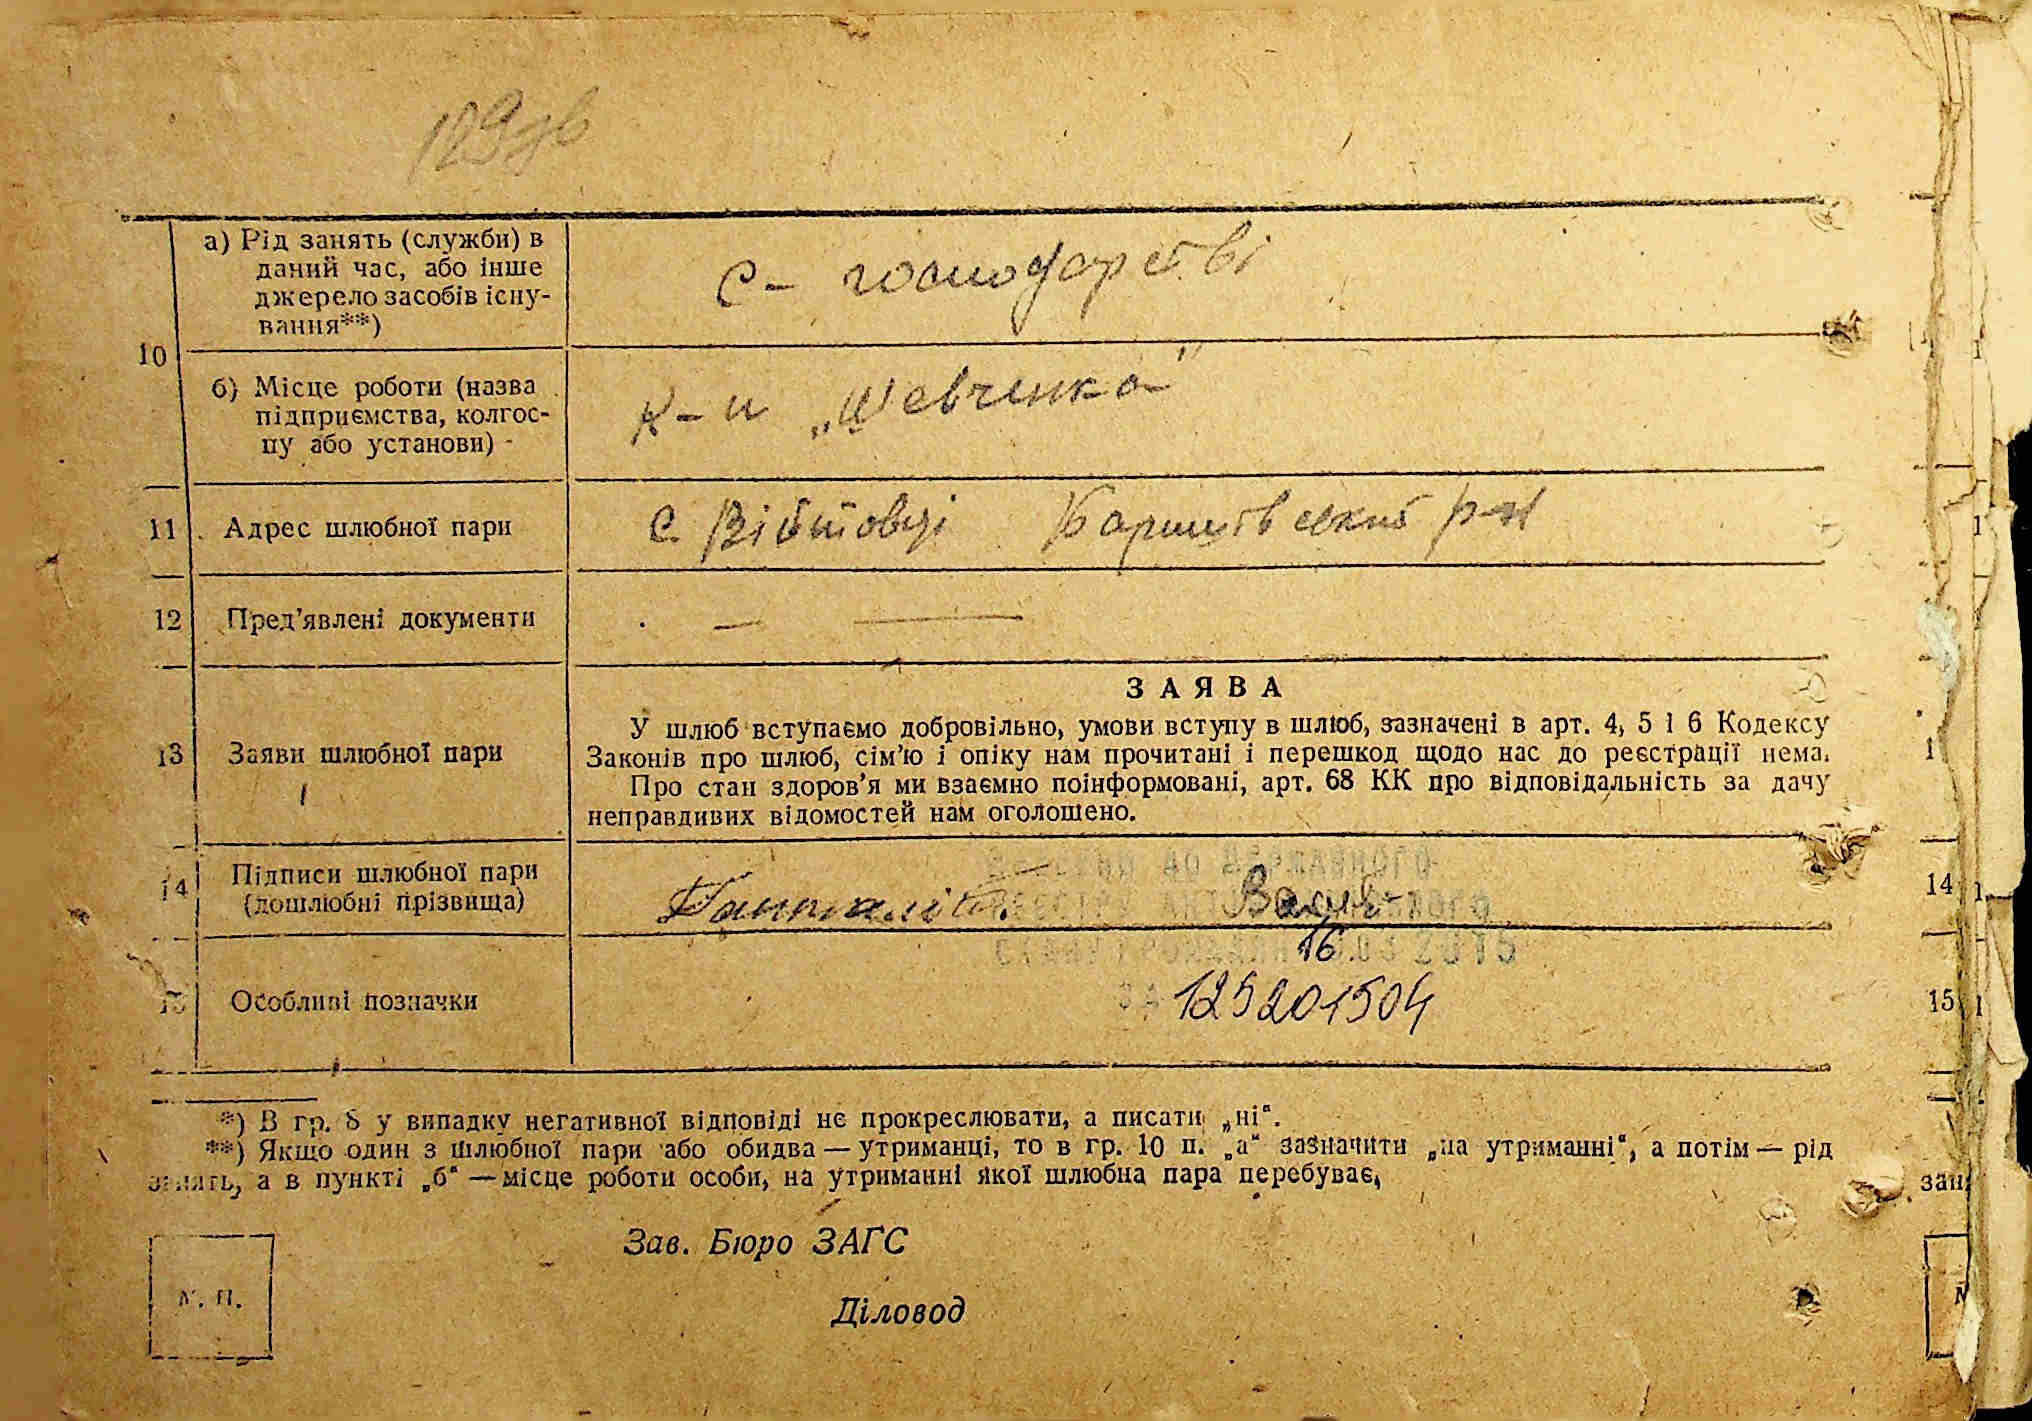 129зв
10
а) Рід занять (служби) в
даний час, або інше
джерело засобів існу-
вання**)
С- господарстві
б) Місце роботи (назва
підприємства, колгос-
пу або установи) -
К-п „Шевченка"
11
Адрес шлюбної пари
с. Війтовці Баришівський р-н
12
Пред'явлені документи
— —
13
Заяви шлюбної пари
ЗАЯВА
У шлюб вступаємо добровільно, умови вступу в шлюб, зазначені в арт. 4, 5 і 6 Кодексу
Законів про шлюб, сім'ю і опіку нам прочитані і перешкод щодо нас до реєстрації нема.
Про стан здоров'я ми взаємно поінформовані, арт. 68 КК про відповідальність за дачу
неправдивих відомостей нам оголошено.
14
Підписи шлюбної пари
(дошлюбні прізвища)
14
16
15
Особливі позначки
125201504
15
*) В гр. 8 у випадку негативної відповіді не прокреслювати, а писати „ні“.
**) Якщо один з шлюбної пари або обидва — утриманці, то в гр. 10 п. „а“ зазначити „на утриманні“, а потім — рід
занять, а в пункті „б“ — місце роботи особи, на утриманні якої шлюбна пара перебуває,
зан
Зав. Бюро ЗАГС
М. П.
Діловод